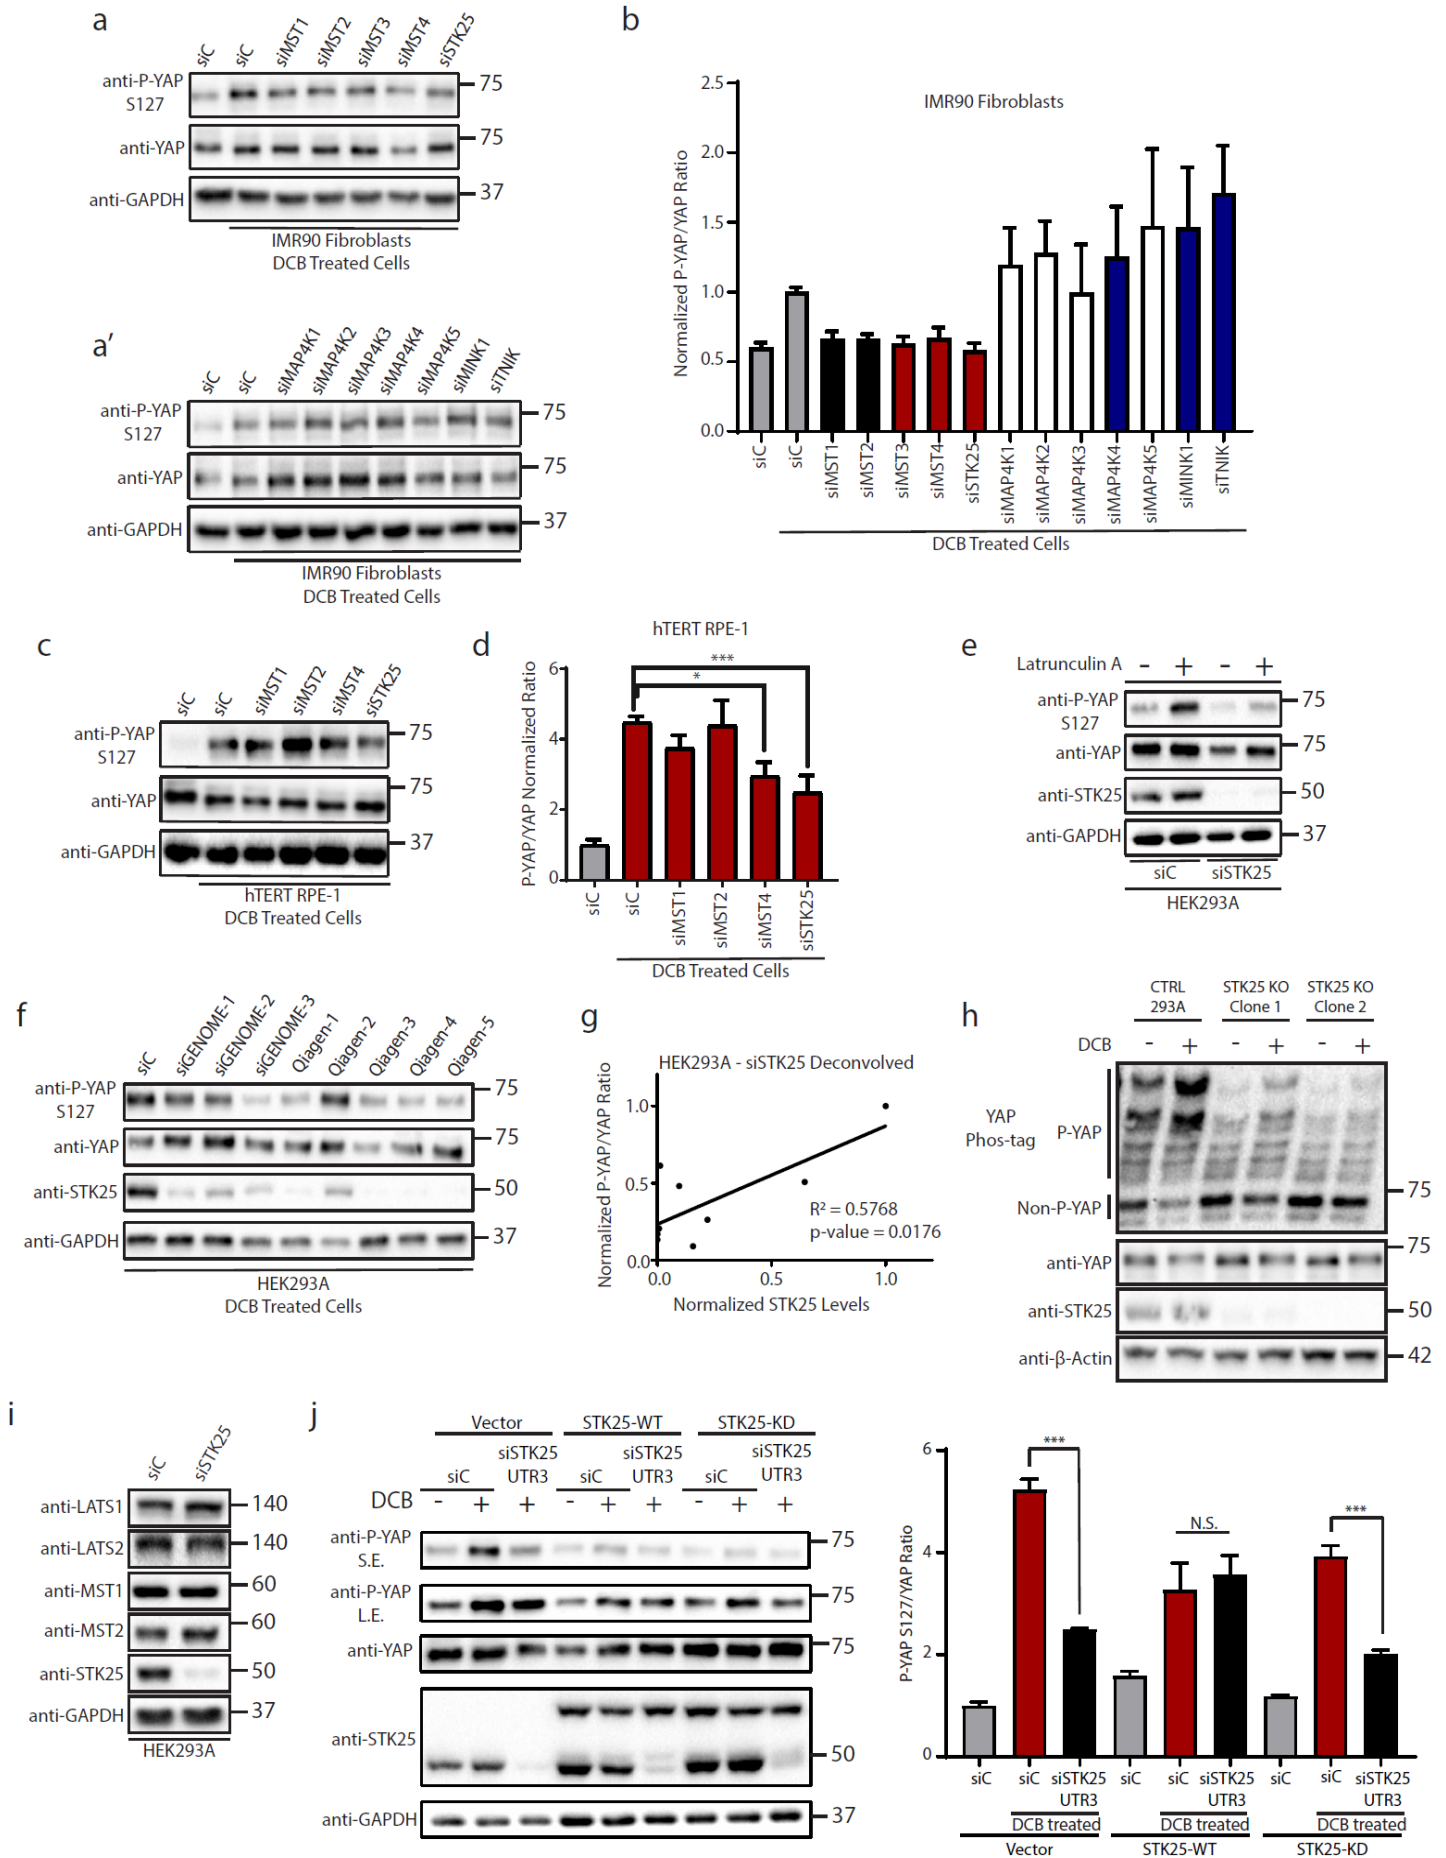 a
siC
siC
siMST1
siMST2
siMST3
siMST4
siSTK25
anti-P-YAP
S127
75
anti-YAP
75
anti-GAPDH
37
IMR90 Fibroblasts
DCB Treated Cells
a’
siC
siC
siMAP4K1
siMAP4K2
siMAP4K3
siMAP4K4
siMAP4K5
siMINK1
siTNIK
anti-P-YAP
S127
75
anti-YAP
75
anti-GAPDH
37
IMR90 Fibroblasts
DCB Treated Cells
b
IMR90 Fibroblasts
Normalized P-YAP/YAP Ratio
2.5
2.0
1.5
1.0
0.5
0.0
siC
siC
siMST1
siMST2
siMST3
siMST4
siSTK25
siMAP4K1
siMAP4K2
siMAP4K3
siMAP4K4
siMAP4K5
siMINK1
siTNIK
DCB Treated Cells
c
siC
siC
siMST1
siMST2
siMST4
siSTK25
anti-P-YAP
S127
75
anti-YAP
75
anti-GAPDH
37
hTERT RPE-1
DCB Treated Cells
d
hTERT RPE-1
P-YAP/YAP Normalized Ratio
6
4
2
0
***
*
siC
siC
siMST1
siMST2
siMST4
siSTK25
DCB Treated Cells
e
Latrunculin A - + - +
anti-P-YAP
S127
75
anti-YAP
75
anti-STK25
50
anti-GAPDH
37
siC siSTK25
HEK293A
f
siC
siGENOME-1
siGENOME-2
siGENOME-3
Qiagen-1
Qiagen-2
Qiagen-3
Qiagen-4
Qiagen-5
anti-P-YAP
S127
75
anti-YAP
75
anti-STK25
50
anti-GAPDH
37
HEK293A
DCB Treated Cells
g
HEK293A - siSTK25 Deconvolved
Normalized P-YAP/YAP Ratio
1.0
0.5
0.0
R² = 0.5768
p-value = 0.0176
0.0 0.5 1.0
Normalized STK25 Levels
h
CTRL
293A
STK25 KO
Clone 1
STK25 KO
Clone 2
DCB - + - + - +
YAP
Phos-tag
P-YAP
Non-P-YAP
75
anti-YAP
75
anti-STK25
50
anti-β-Actin
42
i
siC
siSTK25
anti-LATS1
140
anti-LATS2
140
anti-MST1
60
anti-MST2
60
anti-STK25
50
anti-GAPDH
37
HEK293A
j
Vector STK25-WT STK25-KD
siC
siSTK25
UTR3
siC
siSTK25
UTR3
siC
siSTK25
UTR3
DCB - + + - + + - + +
anti-P-YAP
S.E.
75
anti-P-YAP
L.E.
75
anti-YAP
75
anti-STK25
50
anti-GAPDH
37
P-YAP S127/YAP Ratio
6
4
2
0
***
N.S.
***
siC
siC
siSTK25
UTR3
siC
siC
siSTK25
UTR3
siC
siC
siSTK25
UTR3
DCB treated
DCB treated
DCB treated
Vector
STK25-WT
STK25-KD